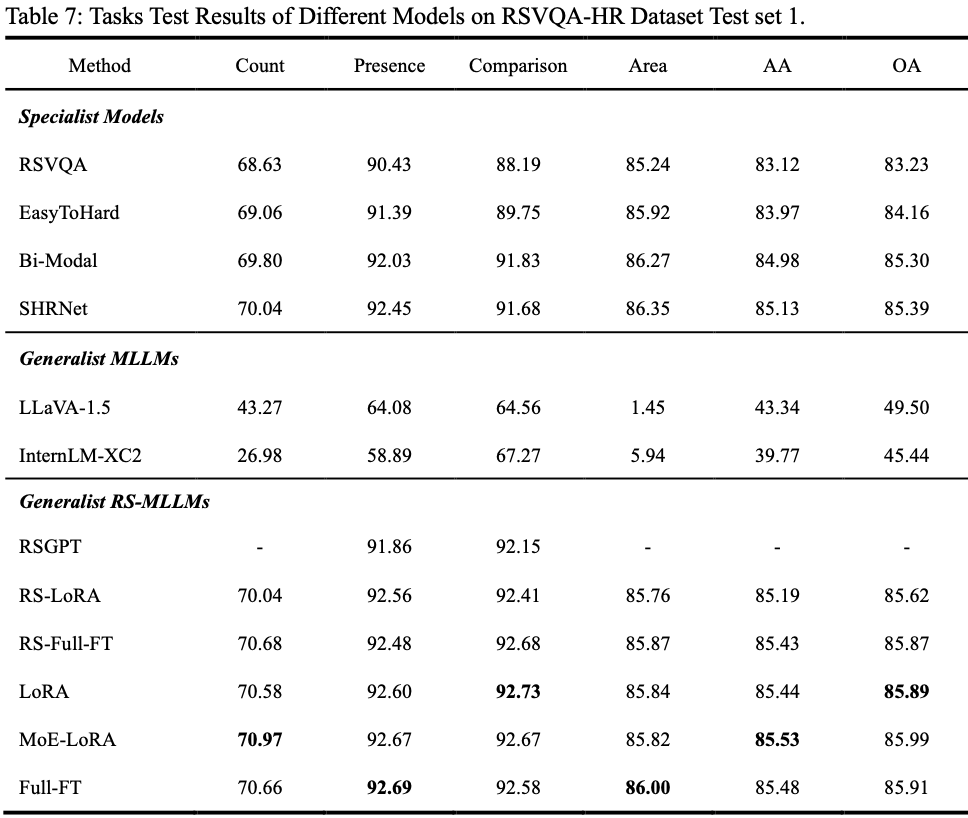 Table 7: Tasks Test Results of Different Models on RSVQA-HR Dataset Test set 1.
Method Count Presence Comparison Area AA OA
Specialist Models
RSVQA 68.63 90.43 88.19 85.24 83.12 83.23
EasyToHard 69.06 91.39 89.75 85.92 83.97 84.16
Bi-Modal 69.80 92.03 91.83 86.27 84.98 85.30
SHRNet 70.04 92.45 91.68 86.35 85.13 85.39
Generalist MLLMs
LLaVA-1.5 43.27 64.08 64.56 1.45 43.34 49.50
InternLM-XC2 26.98 58.89 67.27 5.94 39.77 45.44
Generalist RS-MLLMs
RSGPT - 91.86 92.15 - - -
RS-LoRA 70.04 92.56 92.41 85.76 85.19 85.62
RS-Full-FT 70.68 92.48 92.68 85.87 85.43 85.87
LoRA 70.58 92.60 92.73 85.84 85.44 85.89
MoE-LoRA 70.97 92.67 92.67 85.82 85.53 85.99
Full-FT 70.66 92.69 92.58 86.00 85.48 85.91